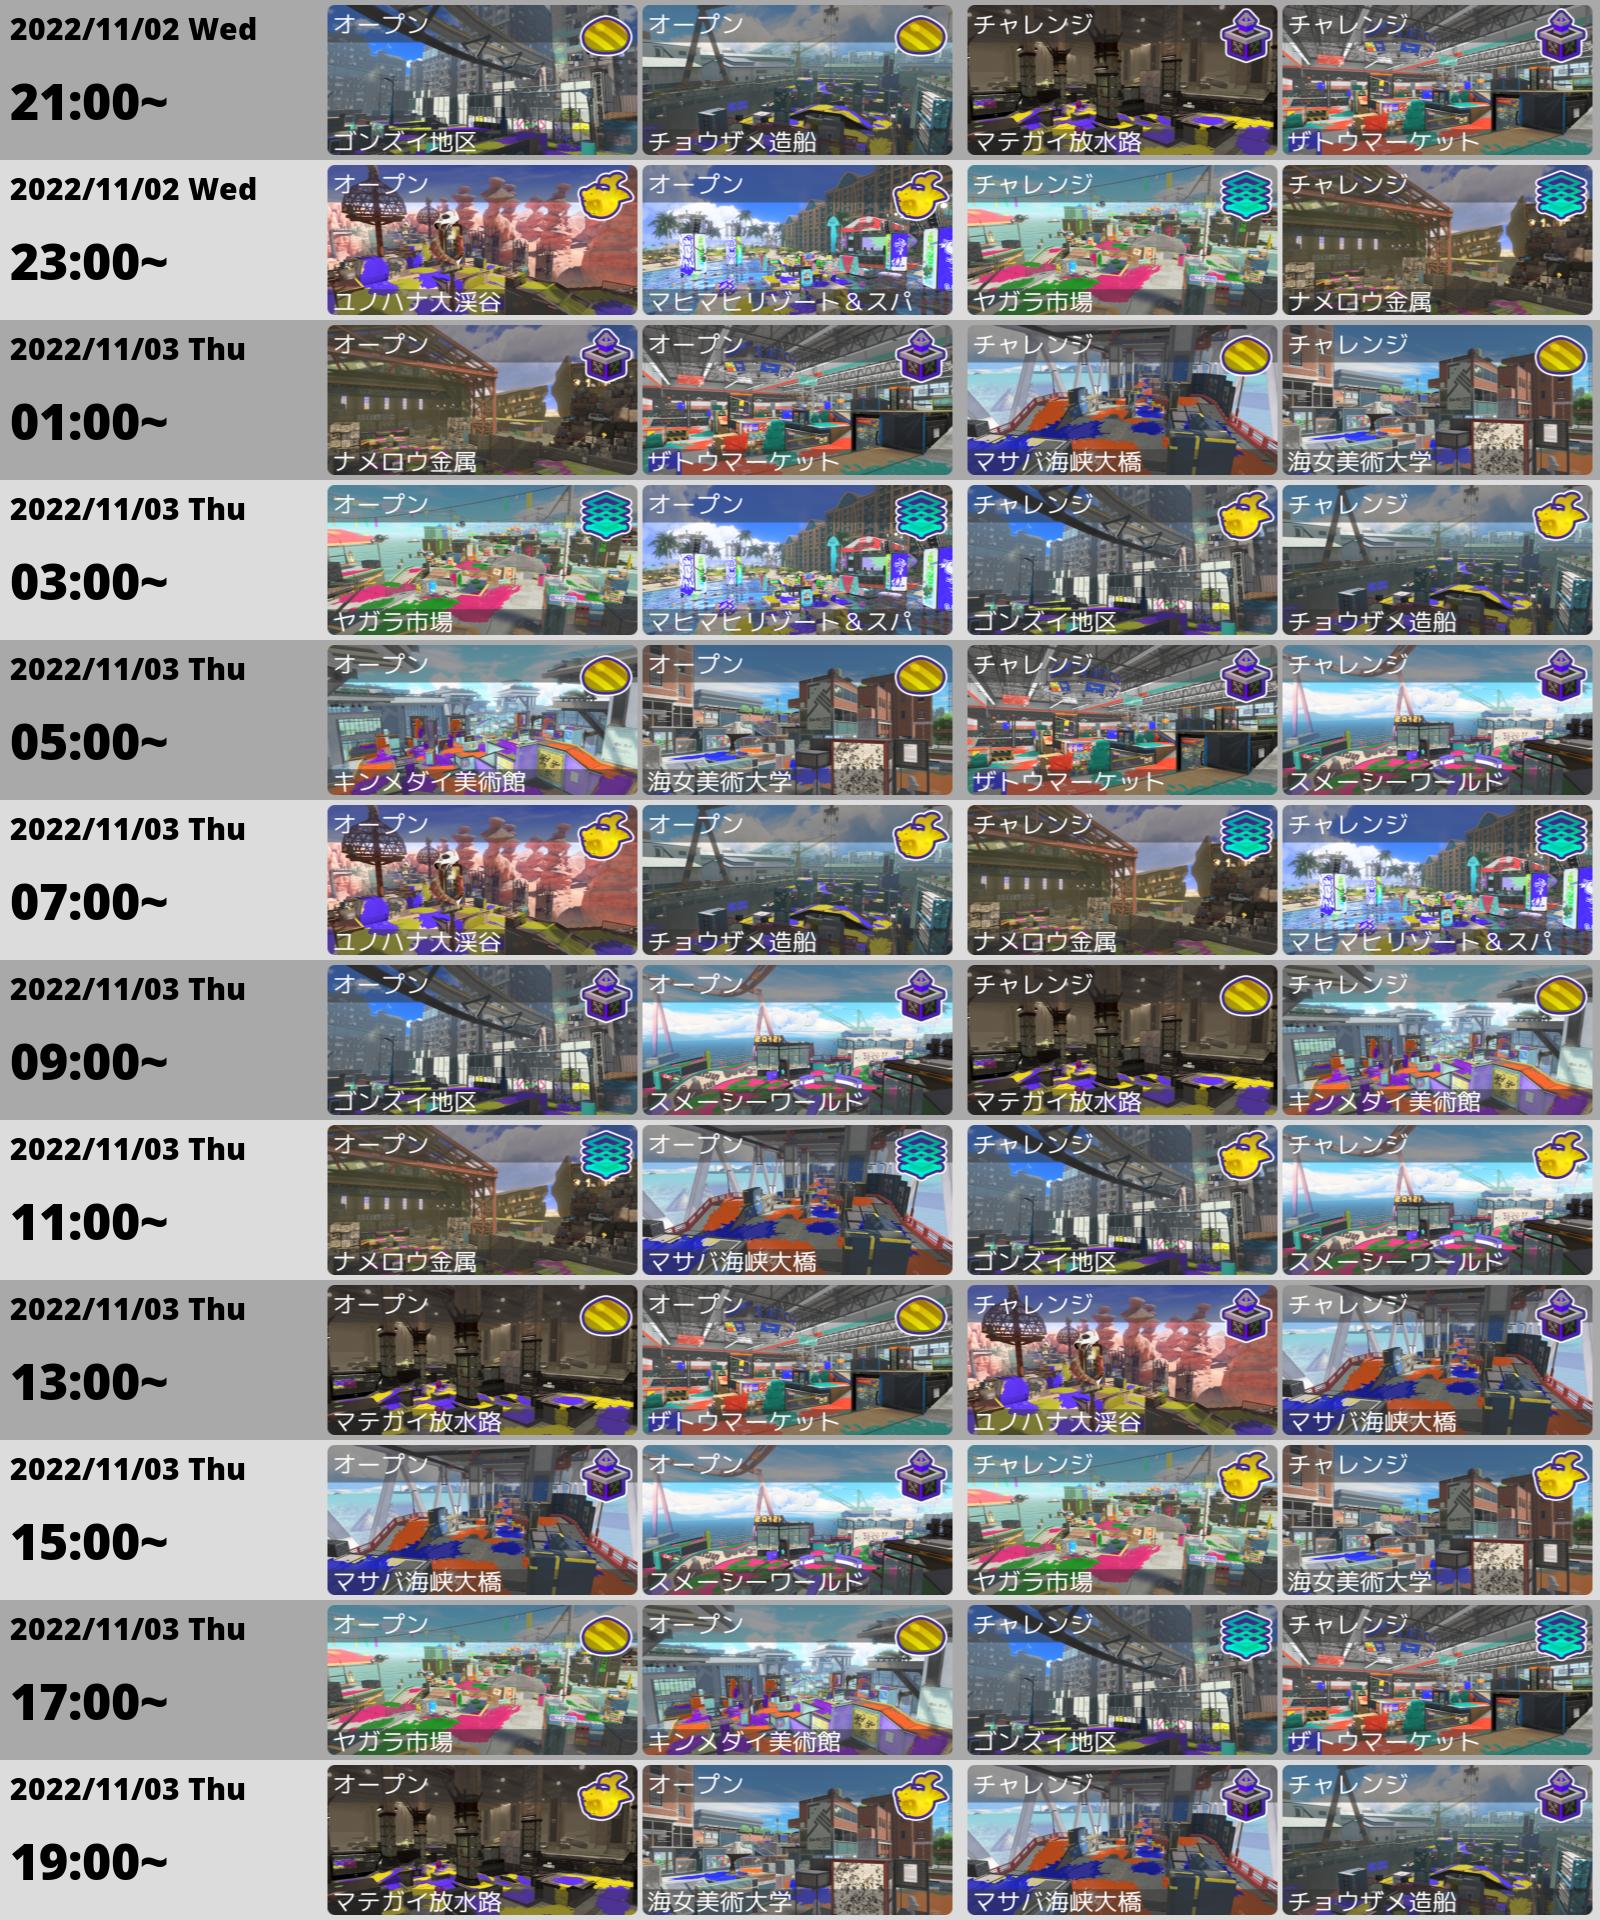 2022/11/02 Wed
21:00~
オープン
ゴンズイ地区
オープン
チョウザメ造船
チャレンジ
マテガイ放水路
チャレンジ
ザトウマーケット
2022/11/02 Wed
23:00~
オープン
ユノハナ大渓谷
オープン
マヒマヒリゾート＆スパ
チャレンジ
ヤガラ市場
チャレンジ
ナメロウ金属
2022/11/03 Thu
01:00~
オープン
ナメロウ金属
オープン
ザトウマーケット
チャレンジ
マサバ海峡大橋
チャレンジ
海女美術大学
2022/11/03 Thu
03:00~
オープン
ヤガラ市場
オープン
マヒマヒリゾート＆スパ
チャレンジ
ゴンズイ地区
チャレンジ
チョウザメ造船
2022/11/03 Thu
05:00~
オープン
キンメダイ美術館
オープン
海女美術大学
チャレンジ
ザトウマーケット
チャレンジ
スメーシーワールド
2022/11/03 Thu
07:00~
オープン
ユノハナ大渓谷
オープン
チョウザメ造船
チャレンジ
ナメロウ金属
チャレンジ
マヒマヒリゾート＆スパ
2022/11/03 Thu
09:00~
オープン
ゴンズイ地区
オープン
スメーシーワールド
チャレンジ
マテガイ放水路
チャレンジ
キンメダイ美術館
2022/11/03 Thu
11:00~
オープン
ナメロウ金属
オープン
マサバ海峡大橋
チャレンジ
ゴンズイ地区
チャレンジ
スメーシーワールド
2022/11/03 Thu
13:00~
オープン
マテガイ放水路
オープン
ザトウマーケット
チャレンジ
ユノハナ大渓谷
チャレンジ
マサバ海峡大橋
2022/11/03 Thu
15:00~
オープン
マサバ海峡大橋
オープン
スメーシーワールド
チャレンジ
ヤガラ市場
チャレンジ
海女美術大学
2022/11/03 Thu
17:00~
オープン
ヤガラ市場
オープン
キンメダイ美術館
チャレンジ
ゴンズイ地区
チャレンジ
ザトウマーケット
2022/11/03 Thu
19:00~
オープン
マテガイ放水路
オープン
海女美術大学
チャレンジ
マサバ海峡大橋
チャレンジ
チョウザメ造船